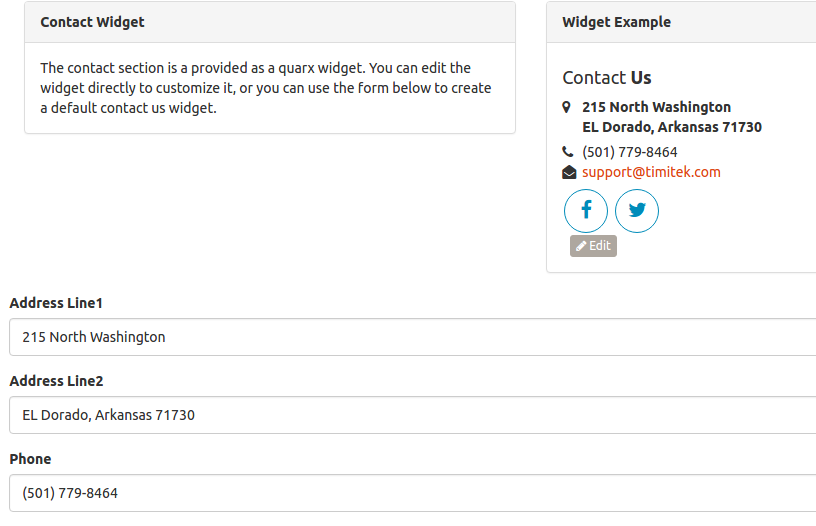 Contact Widget
The contact section is a provided as a quarx widget. You can edit the
widget directly to customize it, or you can use the form below to create
a default contact us widget.
Widget Example
Contact Us
215 North Washington
EL Dorado, Arkansas 71730
(501) 779-8464
support@timitek.com
Edit
Address Line1
215 North Washington
Address Line2
EL Dorado, Arkansas 71730
Phone
(501) 779-8464